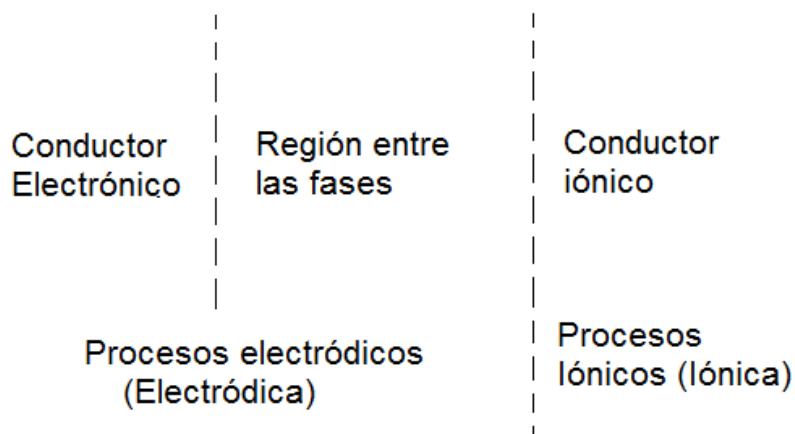 Conductor
Electrónico
Región entre
las fases
Conductor
iónico
Procesos electródicos
(Electródica)
Procesos
Iónicos (Iónica)